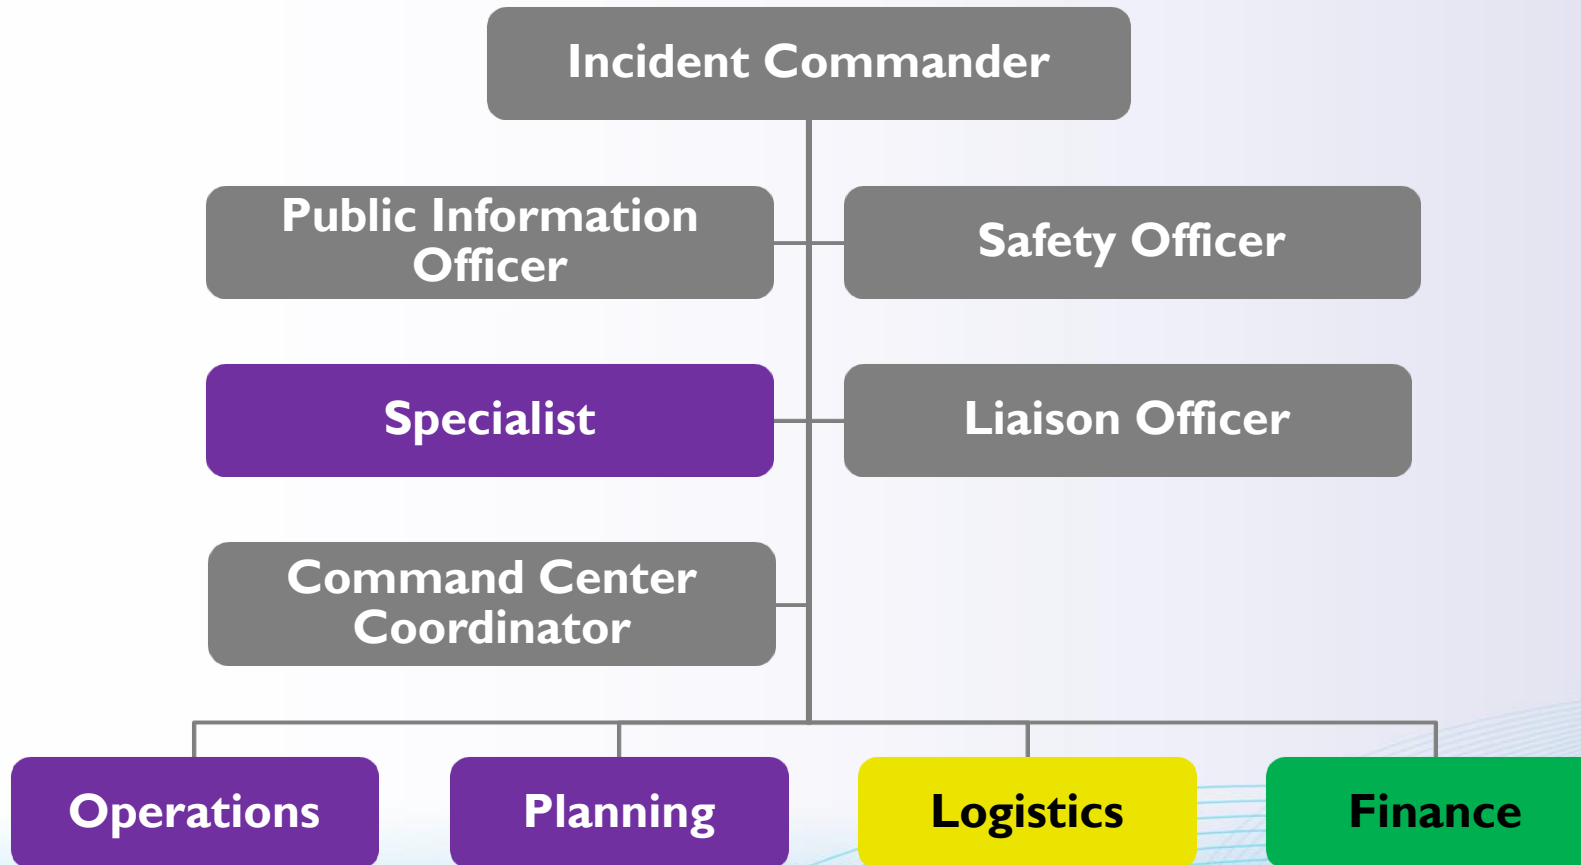 Incident Commander
Public Information
Officer
Safety Officer
Specialist
Liaison Officer
Command Center
Coordinator
Operations
Planning
Logistics
Finance